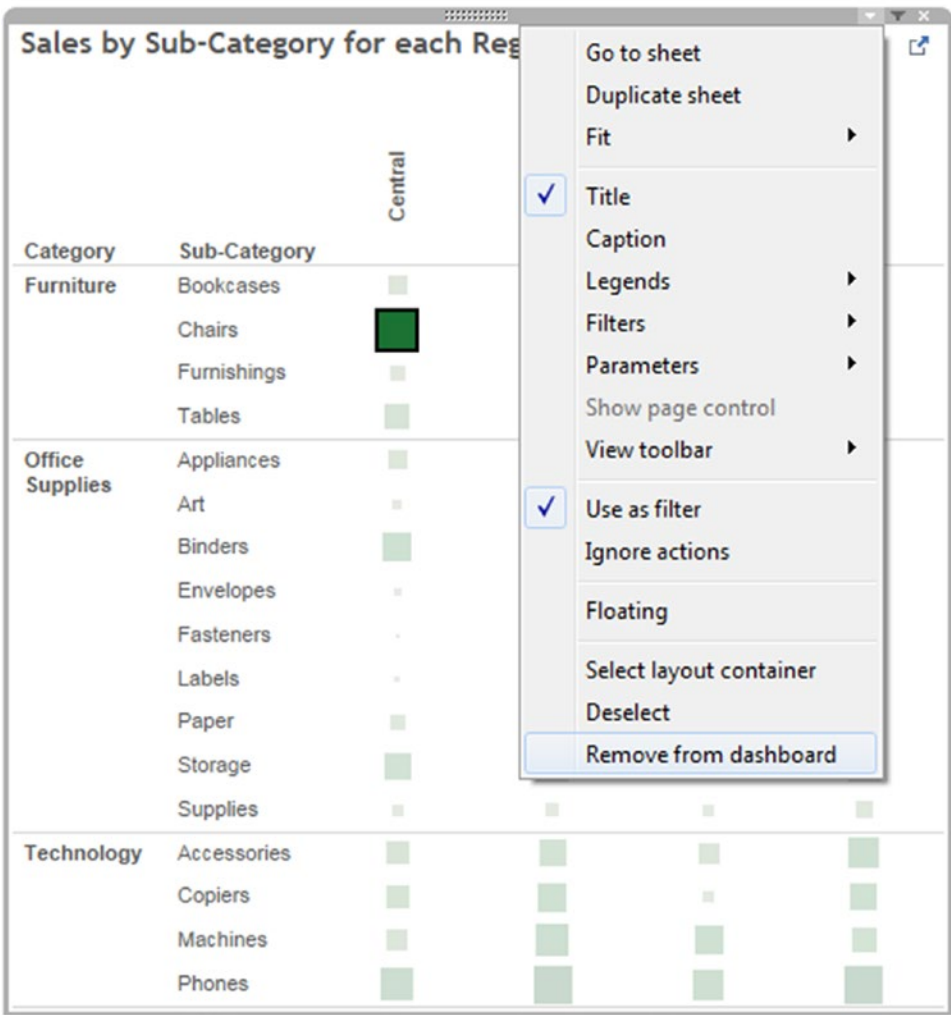 Sales by Sub-Category for each Reg
Go to sheet
Duplicate sheet
Fit
Title
Caption
Legends
Filters
Parameters
Show page control
View toolbar
Use as filter
Ignore actions
Floating
Select layout container
Deselect
Remove from dashboard
Central
Category Sub-Category
Furniture Bookcases
Chairs
Furnishings
Tables
Office Supplies Appliances
Art
Binders
Envelopes
Fasteners
Labels
Paper
Storage
Supplies
Technology Accessories
Copiers
Machines
Phones